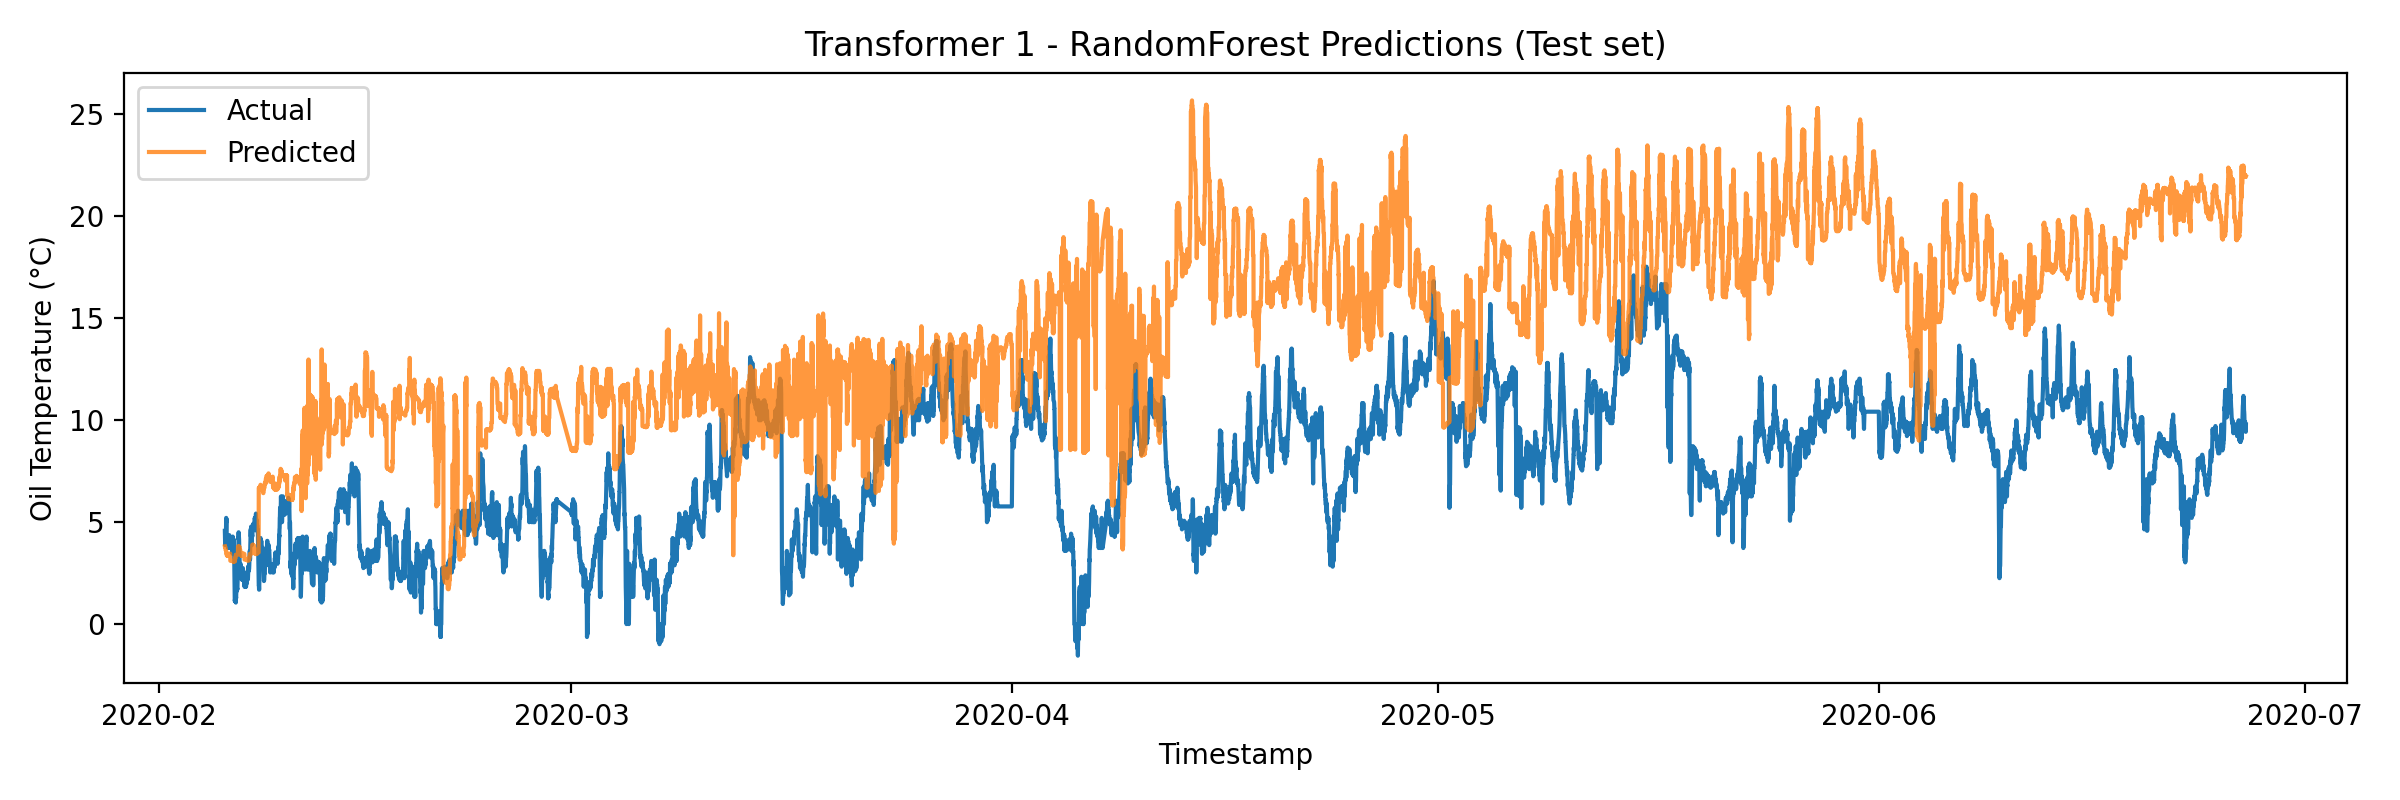 Transformer 1 - RandomForest Predictions (Test set)
Actual
Predicted
Oil Temperature (°C)
25
20
15
10
5
0
2020-02
2020-03
2020-04
2020-05
2020-06
2020-07
Timestamp